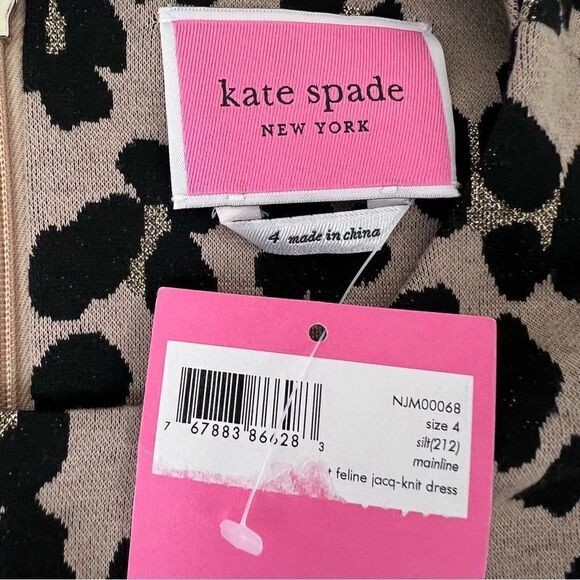 kate spade
NEW YORK
4 made in china
NJM00068
size 4
silt(212)
mainline
feline jacq-knit dress
7 67883 86628 3